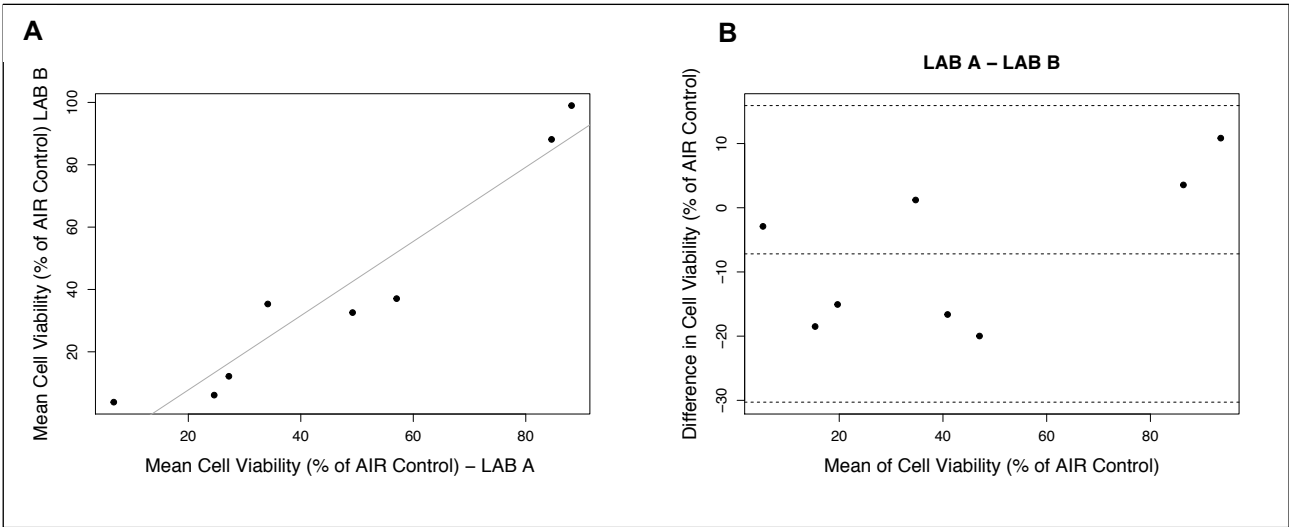 A
Mean Cell Viability (% of AIR Control) LAB B
100
80
60
40
20
20 40 60 80
Mean Cell Viability (% of AIR Control) – LAB A
B
LAB A – LAB B
Difference in Cell Viability (% of AIR Control)
10
0
−10
−20
−30
20 40 60 80
Mean of Cell Viability (% of AIR Control)